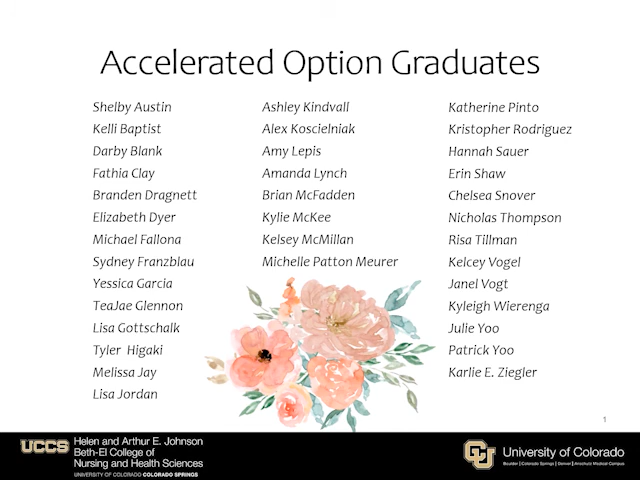 Accelerated Option Graduates
Shelby Austin
Kelli Baptist
Darby Blank
Fathia Clay
Branden Dragnett
Elizabeth Dyer
Michael Fallona
Sydney Franzblau
Yessica Garcia
TeaJae Glennon
Lisa Gottschalk
Tyler Higaki
Melissa Jay
Lisa Jordan
Ashley Kindvall
Alex Koscielniak
Amy Lepis
Amanda Lynch
Brian McFadden
Kylie McKee
Kelsey McMillan
Michelle Patton Meurer
Katherine Pinto
Kristopher Rodriguez
Hannah Sauer
Erin Shaw
Chelsea Snover
Nicholas Thompson
Risa Tillman
Kelcey Vogel
Janel Vogt
Kyleigh Wierenga
Julie Yoo
Patrick Yoo
Karlie E. Ziegler
1
UCCS
Helen and Arthur E. Johnson
Beth-El College of
Nursing and Health Sciences
UNIVERSITY OF COLORADO COLORADO SPRINGS
CU
University of Colorado
Boulder | Colorado Springs | Denver | Anschutz Medical Campus